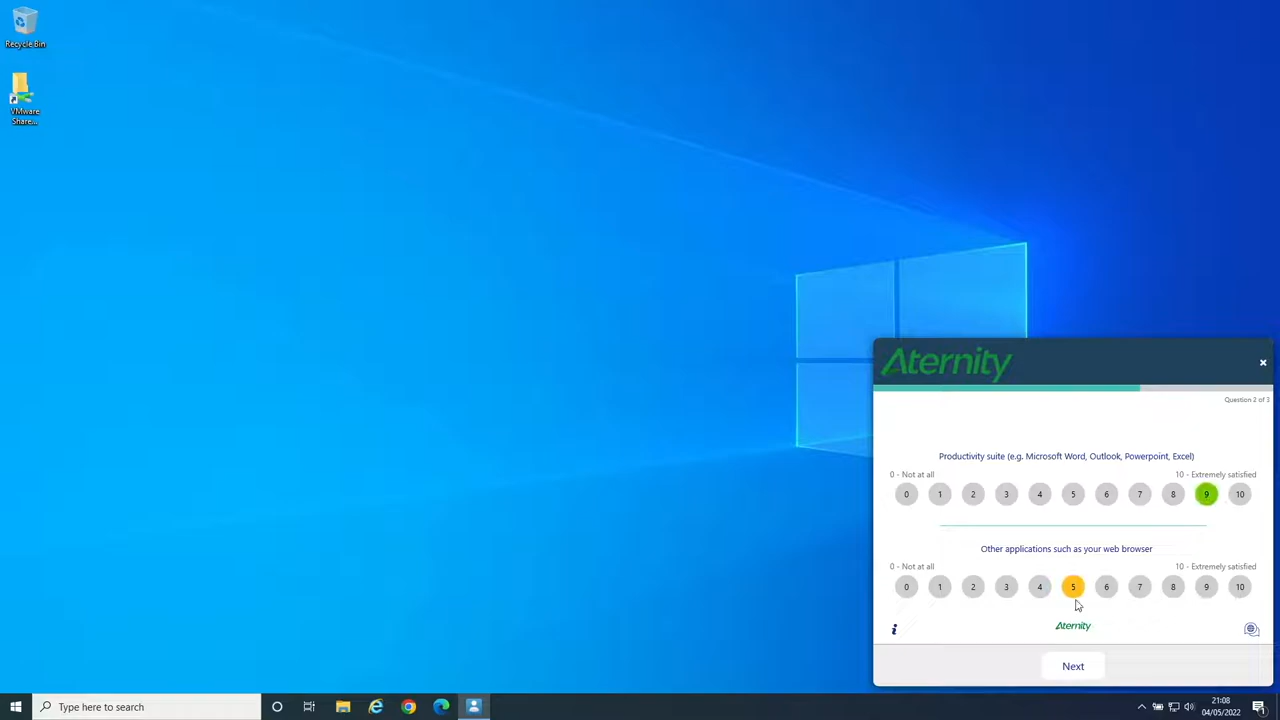 Recycle Bin
VMware
Share...
Aternity
Question 2 of 3
Productivity suite (e.g. Microsoft Word, Outlook, Powerpoint, Excel)
0 - Not at all
10 - Extremely satisfied
0 1 2 3 4 5 6 7 8 9 10
Other applications such as your web browser
0 - Not at all
10 - Extremely satisfied
0 1 2 3 4 5 6 7 8 9 10
i
Aternity
Next
Type here to search
21:08
04/05/2022
1